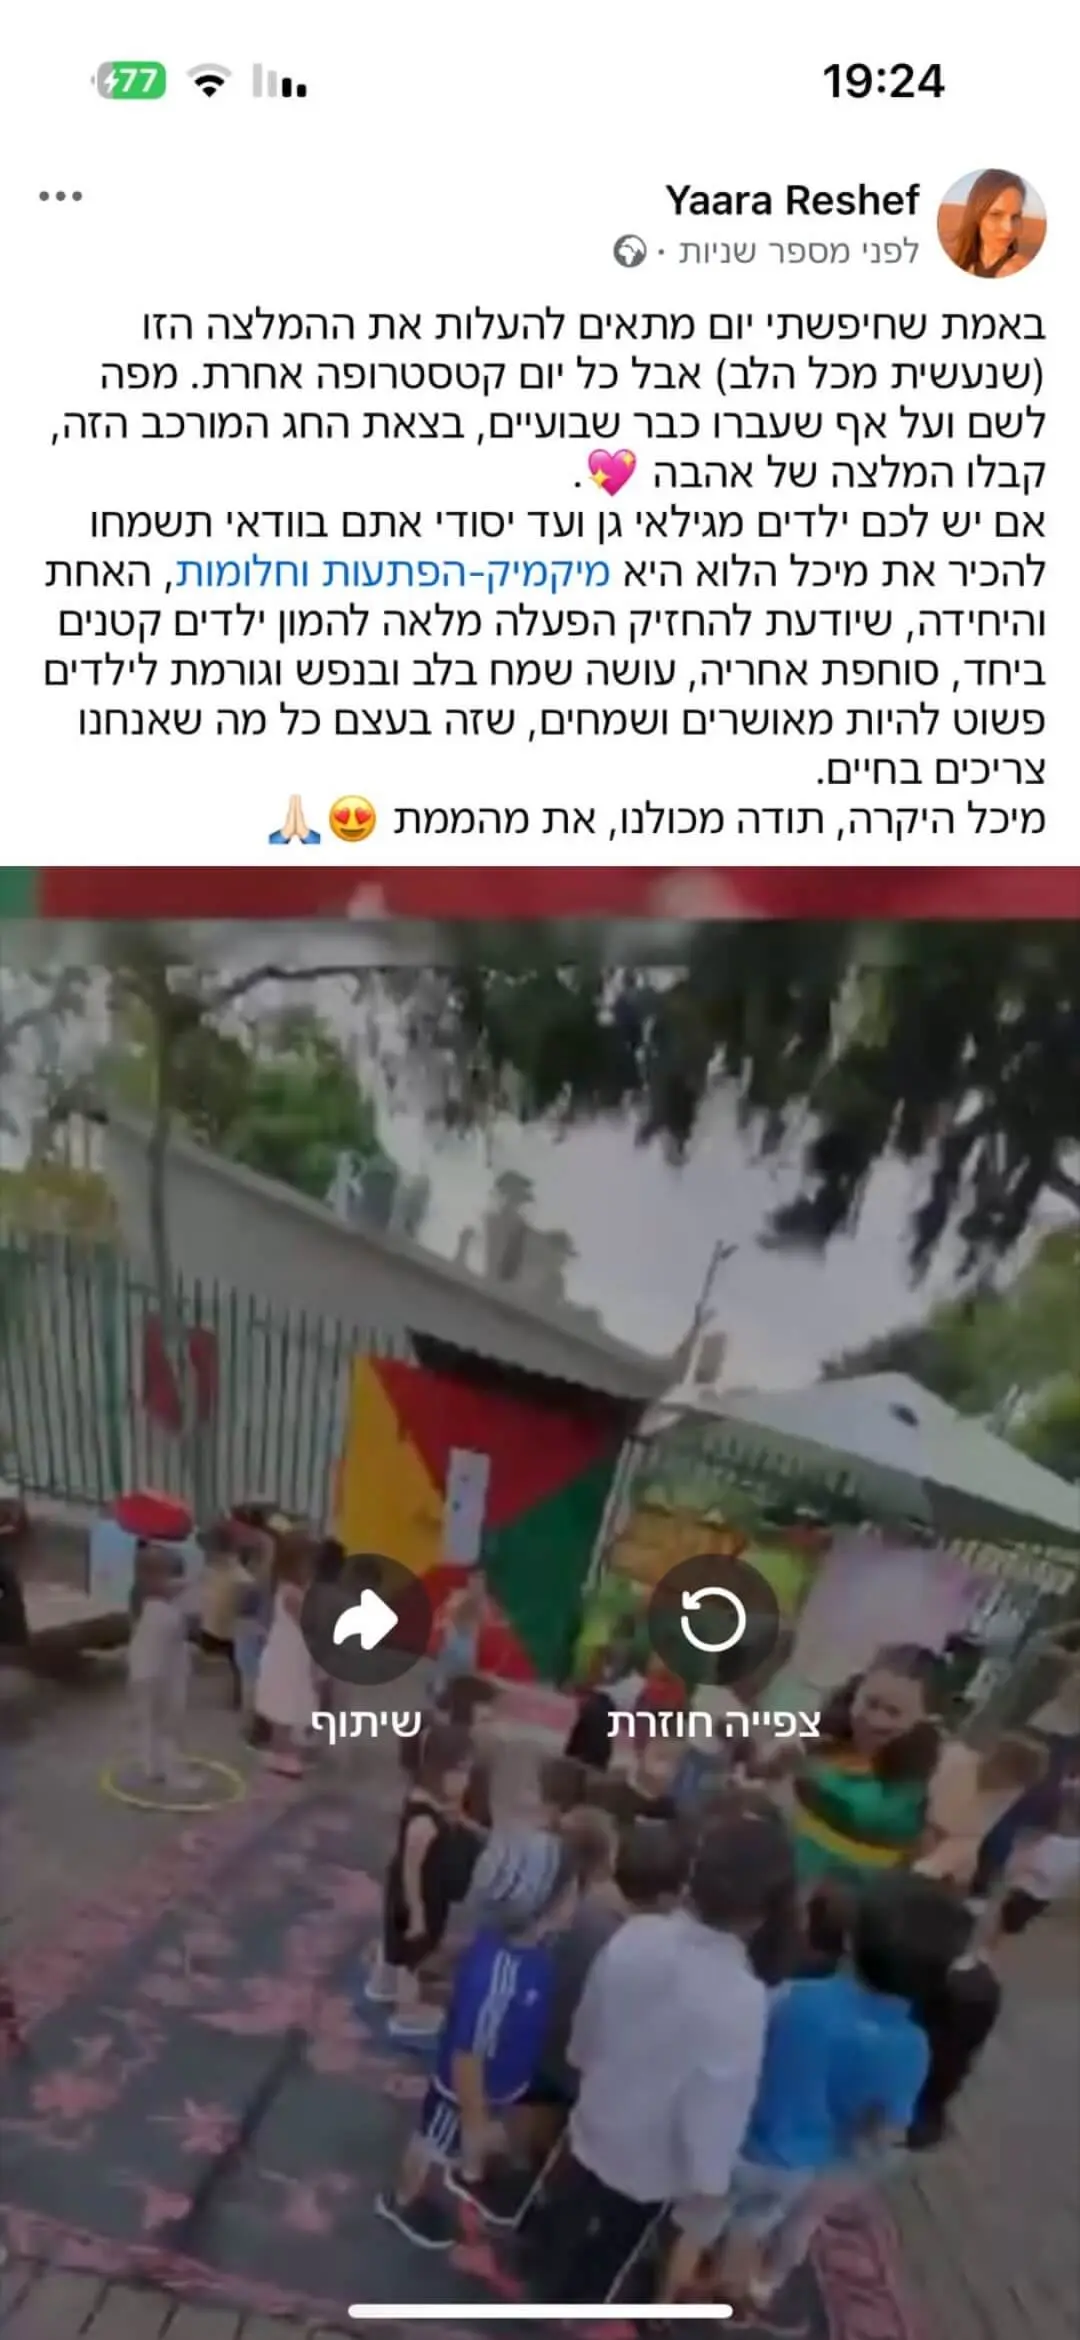 77
19:24
Yaara Reshef
לפני מספר שניות ·
באמת שחיפשתי יום מתאים להעלות את ההמלצה הזו
(שנעשית מכל הלב) אבל כל יום קטסטרופה אחרת. מפה
לשם ועל אף שעברו כבר שבועיים, בצאת החג המורכב הזה,
קבלו המלצה של אהבה 💖.
אם יש לכם ילדים מגילאי גן ועד יסודי אתם בוודאי תשמחו
להכיר את מיכל הלוא היא מיקמיק-הפתעות וחלומות, האחת
והיחידה, שיודעת להחזיק הפעלה מלאה להמון ילדים קטנים
ביחד, סוחפת אחריה, עושה שמח בלב ובנפש וגורמת לילדים
פשוט להיות מאושרים ושמחים, שזה בעצם כל מה שאנחנו
צריכים בחיים.
מיכל היקרה, תודה מכולנו, את מהממת 😍🙏🏻
צפייה חוזרת
שיתוף